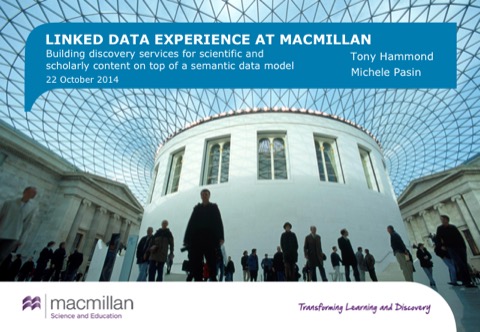 LINKED DATA EXPERIENCE AT MACMILLAN
Building discovery services for scientific and
scholarly content on top of a semantic data model
22 October 2014
Tony Hammond
Michele Pasin
macmillan
Science and Education
Transforming Learning and Discovery